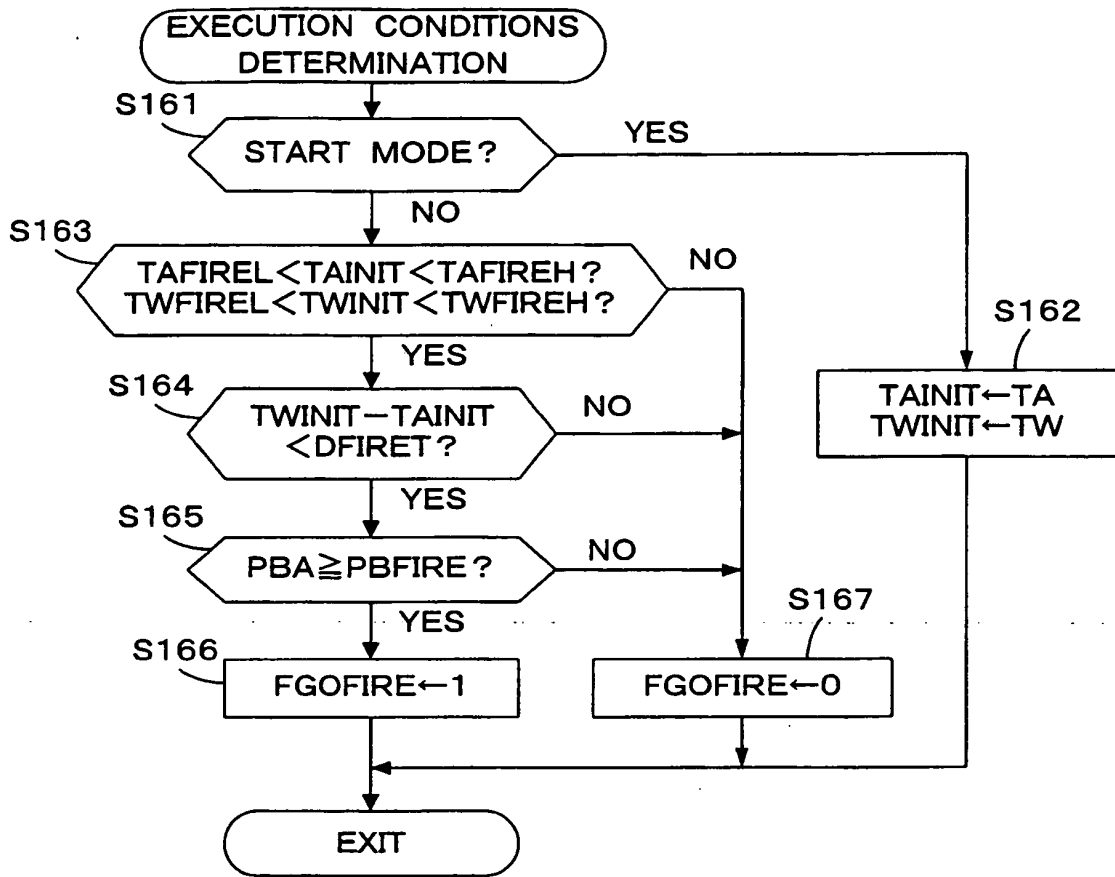 EXECUTION CONDITIONS
DETERMINATION
S161
START MODE?
YES
NO
S163
TAFIREL<TAINIT<TAFIREH?
TWFIREL<TWINIT<TWFIREH?
NO
YES
S162
TAINIT←TA
TWINIT←TW
S164
TWINIT−TAINIT
<DFIRET?
NO
YES
S165
PBA≧PBFIRE?
NO
YES
S166
FGOFIRE←1
S167
FGOFIRE←0
EXIT